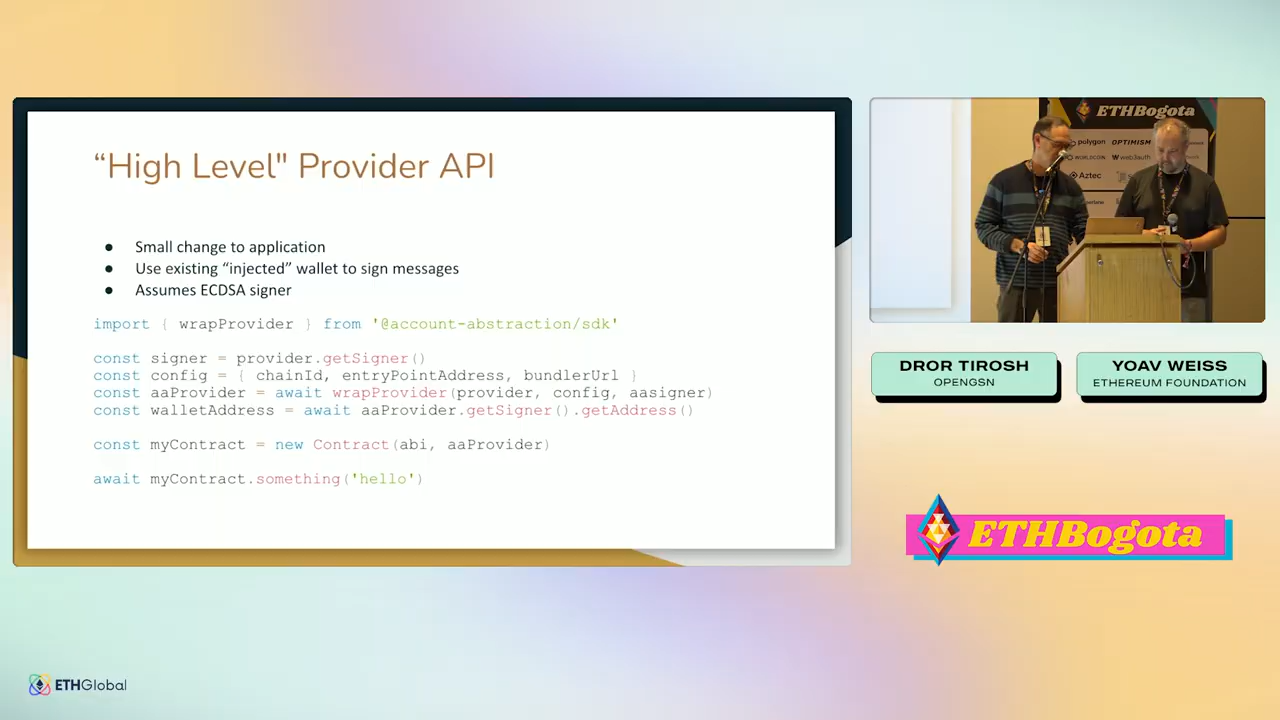 “High Level" Provider API
● Small change to application
● Use existing “injected” wallet to sign messages
● Assumes ECDSA signer
import { wrapProvider } from '@account-abstraction/sdk'
const signer = provider.getSigner()
const config = { chainId, entryPointAddress, bundlerUrl }
const aaProvider = await wrapProvider(provider, config, aasigner)
const walletAddress = await aaProvider.getSigner().getAddress()
const myContract = new Contract(abi, aaProvider)
await myContract.something('hello')
ETHBogota
polygon OPTIMISM
WORLDCOIN web3auth
Aztec
DROR TIROSH
OPENGSN
YOAV WEISS
ETHEREUM FOUNDATION
ETHBogota
ETHGlobal